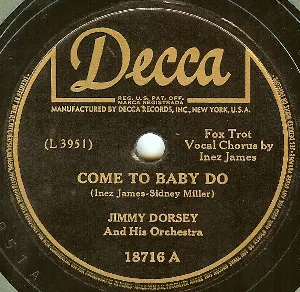 Decca
REG. U.S. PAT. OFF.
MARCA REGISTRADA
MANUFACTURED BY DECCA RECORDS, INC., NEW YORK, U.S.A.
(L 3951)
Fox Trot
Vocal Chorus by
Inez James
COME TO BABY DO
(Inez James-Sidney Miller)
JIMMY DORSEY
And His Orchestra
18716 A